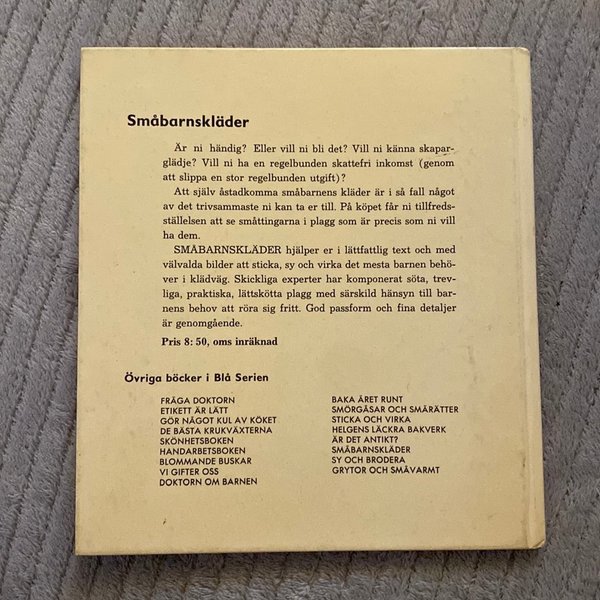 Småbarnskläder
Är ni händig? Eller vill ni bli det? Vill ni känna skapar-
glädje? Vill ni ha en regelbunden skattefri inkomst (genom
att slippa en stor regelbunden utgift)?
Att själv åstadkomma småbarnens kläder är i så fall något
av det trivsammaste ni kan ta er till. På köpet får ni tillfreds-
ställelsen att se småttingarna i plagg som är precis som ni vill
ha dem.
SMÅBARNSKLÄDER hjälper er i lättfattlig text och med
välvalda bilder att sticka, sy och virka det mesta barnen behö-
ver i klädväg. Skickliga experter har komponerat söta, trev-
liga, praktiska, lättskötta plagg med särskild hänsyn till bar-
nens behov att röra sig fritt. God passform och fina detaljer
är genomgående.
Pris 8:50, oms inräknad
Övriga böcker i Blå Serien
FRÅGA DOKTORN
ETIKETT ÄR LÄTT
GÖR NÅGOT KUL AV KÖKET
DE BÄSTA KRUKVÄXTERNA
SKÖNHETSBOKEN
HANDARBETSBOKEN
BLOMMANDE BUSKAR
VI GIFTER OSS
DOKTORN OM BARNEN
BAKA ÅRET RUNT
SMÖRGÅSAR OCH SMÅRÄTTER
STICKA OCH VIRKA
HELGENS LÄCKRA BAKVERK
ÄR DET ANTIKT?
SMÅBARNSKLÄDER
SY OCH BRODERA
GRYTOR OCH SMÅVARMT